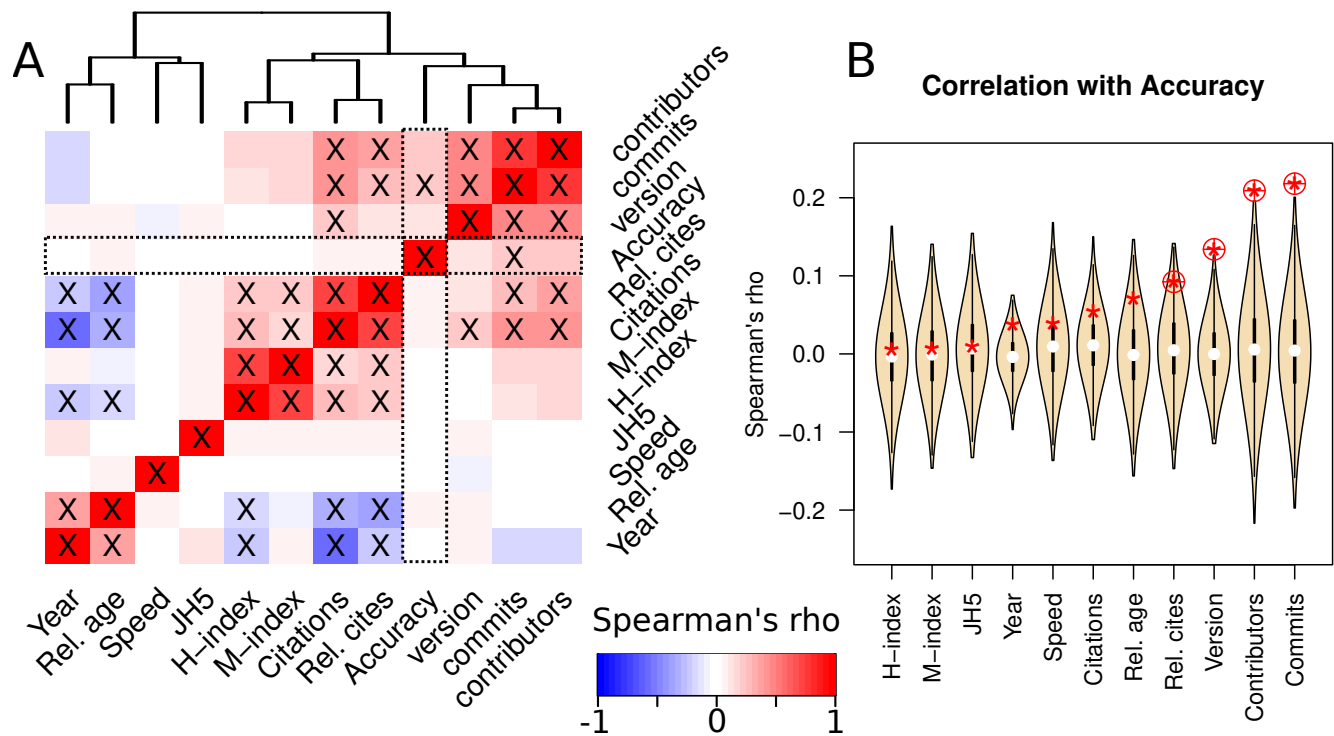 A
B
Correlation with Accuracy
contributors
commits
version
Accuracy
Rel. cites
Citations
M-index
H-index
JH5
Speed
Rel. age
Year
X X X X X
X X X X X X
X X X X
X X
X X X X X X X X
X X X X X X X X X
X X X X
X X X X X X
X
X
X X X X X
X X X X X
Year
Rel. age
Speed
JH5
H-index
M-index
Citations
Rel. cites
Accuracy
version
commits
contributors
Spearman's rho
-1 0 1
Spearman's rho
0.2
0.1
0.0
-0.1
-0.2
H-index
M-index
JH5
Year
Speed
Citations
Rel. age
Rel. cites
Version
Contributors
Commits